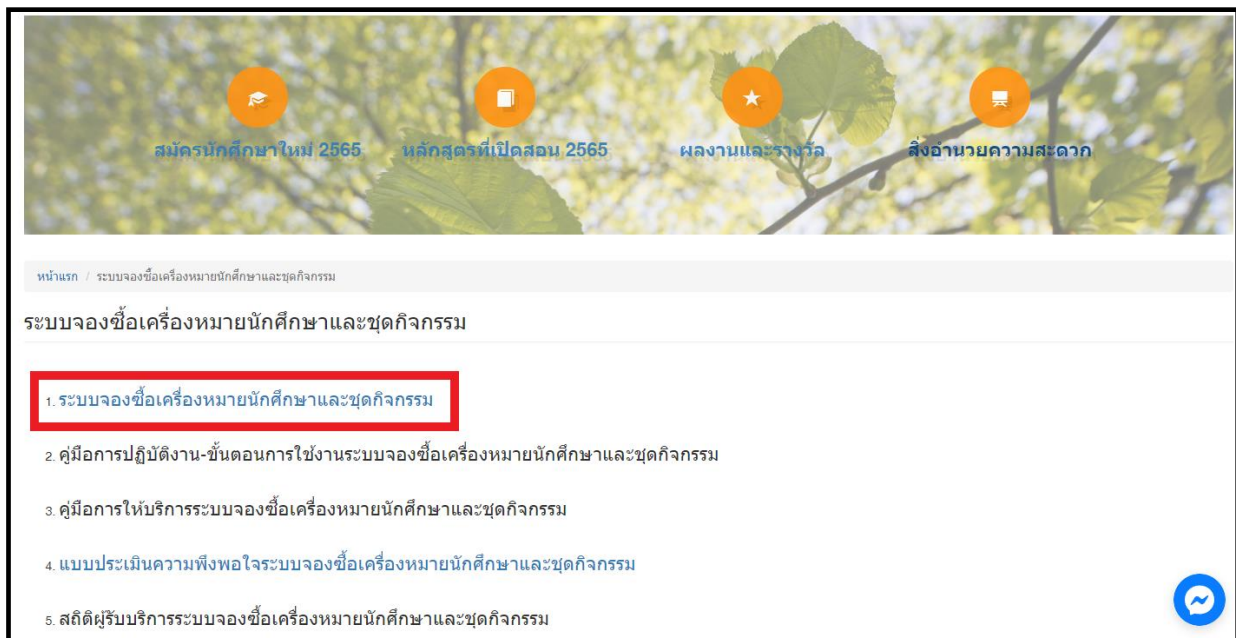 สมัครนักศึกษาใหม่ 2565 หลักสูตรที่เปิดสอน 2565 ผลงานและรางวัล สิ่งอำนวยความสะดวก
หน้าแรก / ระบบจองซื้อเครื่องหมายนักศึกษาและชุดกิจกรรม
ระบบจองซื้อเครื่องหมายนักศึกษาและชุดกิจกรรม
1. ระบบจองซื้อเครื่องหมายนักศึกษาและชุดกิจกรรม
2. คู่มือการปฏิบัติงาน-ขั้นตอนการใช้งานระบบจองซื้อเครื่องหมายนักศึกษาและชุดกิจกรรม
3. คู่มือการให้บริการระบบจองซื้อเครื่องหมายนักศึกษาและชุดกิจกรรม
4. แบบประเมินความพึงพอใจระบบจองซื้อเครื่องหมายนักศึกษาและชุดกิจกรรม
5. สถิติผู้รับบริการระบบจองซื้อเครื่องหมายนักศึกษาและชุดกิจกรรม